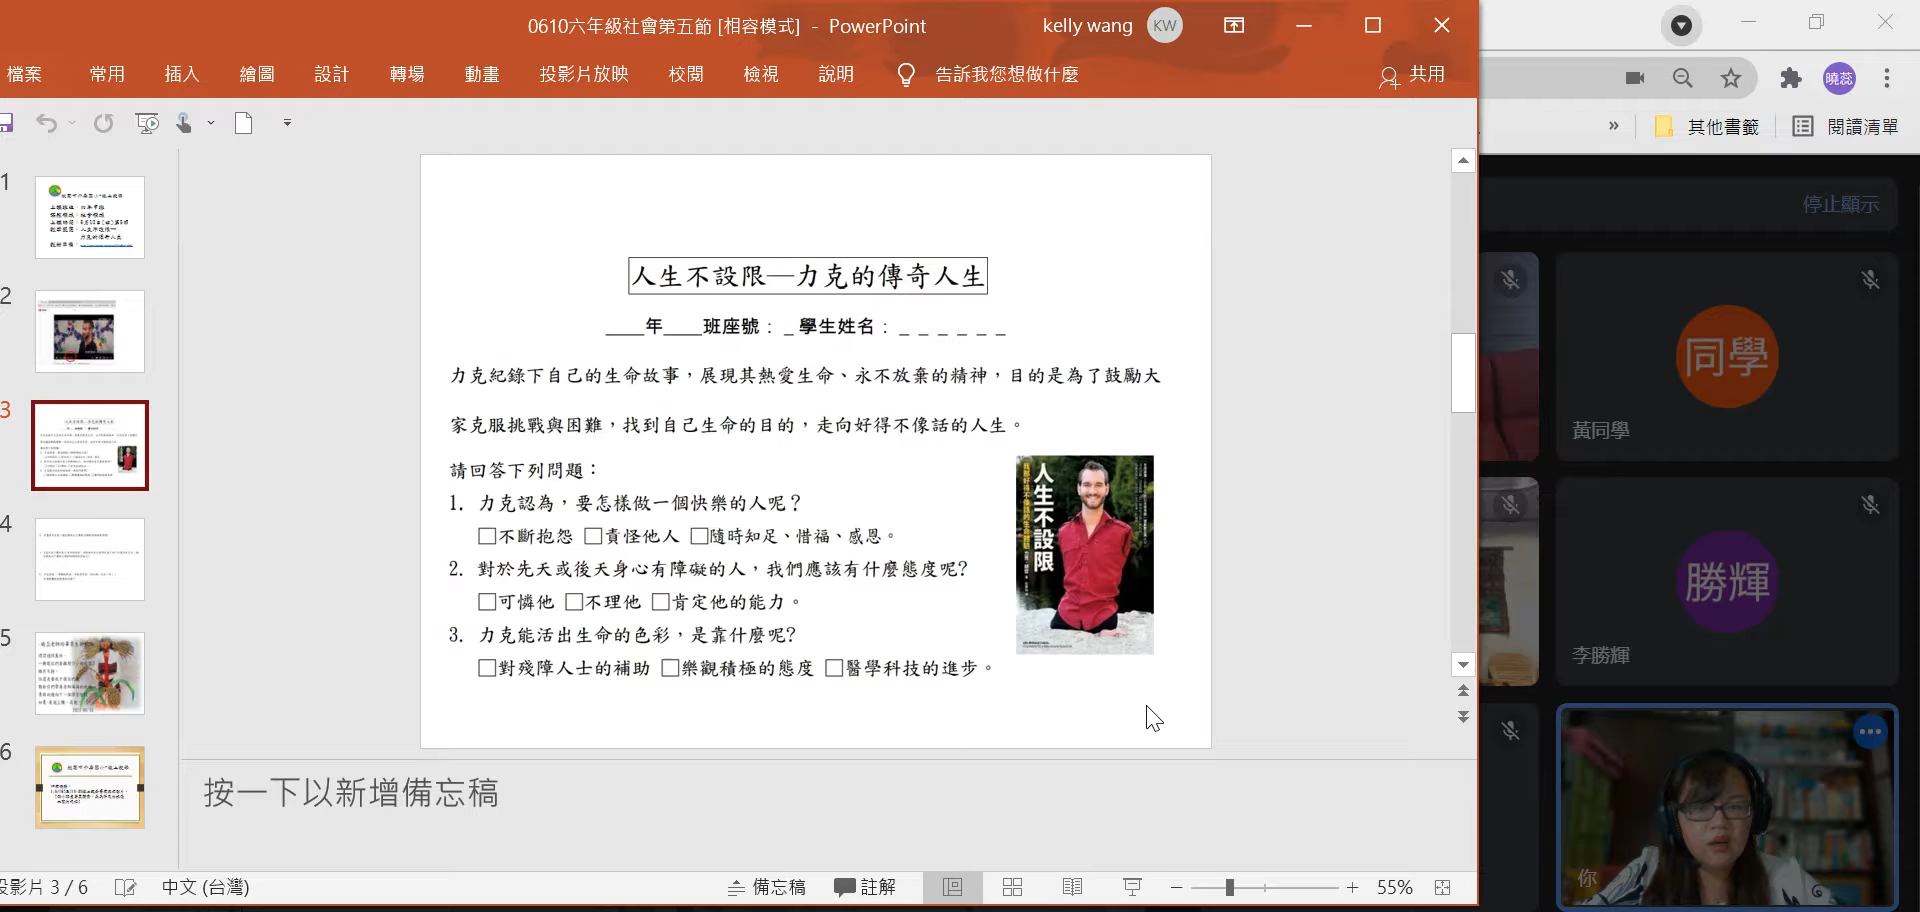 0610六年級社會第五節 [相容模式] - PowerPoint
kelly wang
KW
檔案 常用 插入 繪圖 設計 轉場 動畫 投影片放映 校閱 檢視 說明 告訴我您想做什麼 共用
曉蕊
» 其他書籤 閱讀清單
停止顯示
1
2
3
4
5
6
人生不設限—力克的傳奇人生
____年____班座號：_學生姓名：_ _ _ _ _ _
力克紀錄下自己的生命故事，展現其熱愛生命、永不放棄的精神，目的是為了鼓勵大
家克服挑戰與困難，找到自己生命的目的，走向好得不像話的人生。
請回答下列問題：
1. 力克認為，要怎樣做一個快樂的人呢？
□不斷抱怨 □責怪他人 □隨時知足、惜福、感恩。
2. 對於先天或後天身心有障礙的人，我們應該有什麼態度呢?
□可憐他 □不理他 □肯定他的能力。
3. 力克能活出生命的色彩，是靠什麼呢?
□對殘障人士的補助 □樂觀積極的態度 □醫學科技的進步。
人生不設限
同學
黃同學
勝輝
李勝輝
你
按一下以新增備忘稿
投影片 3 / 6 中文 (台灣) 備忘稿 註解 55%